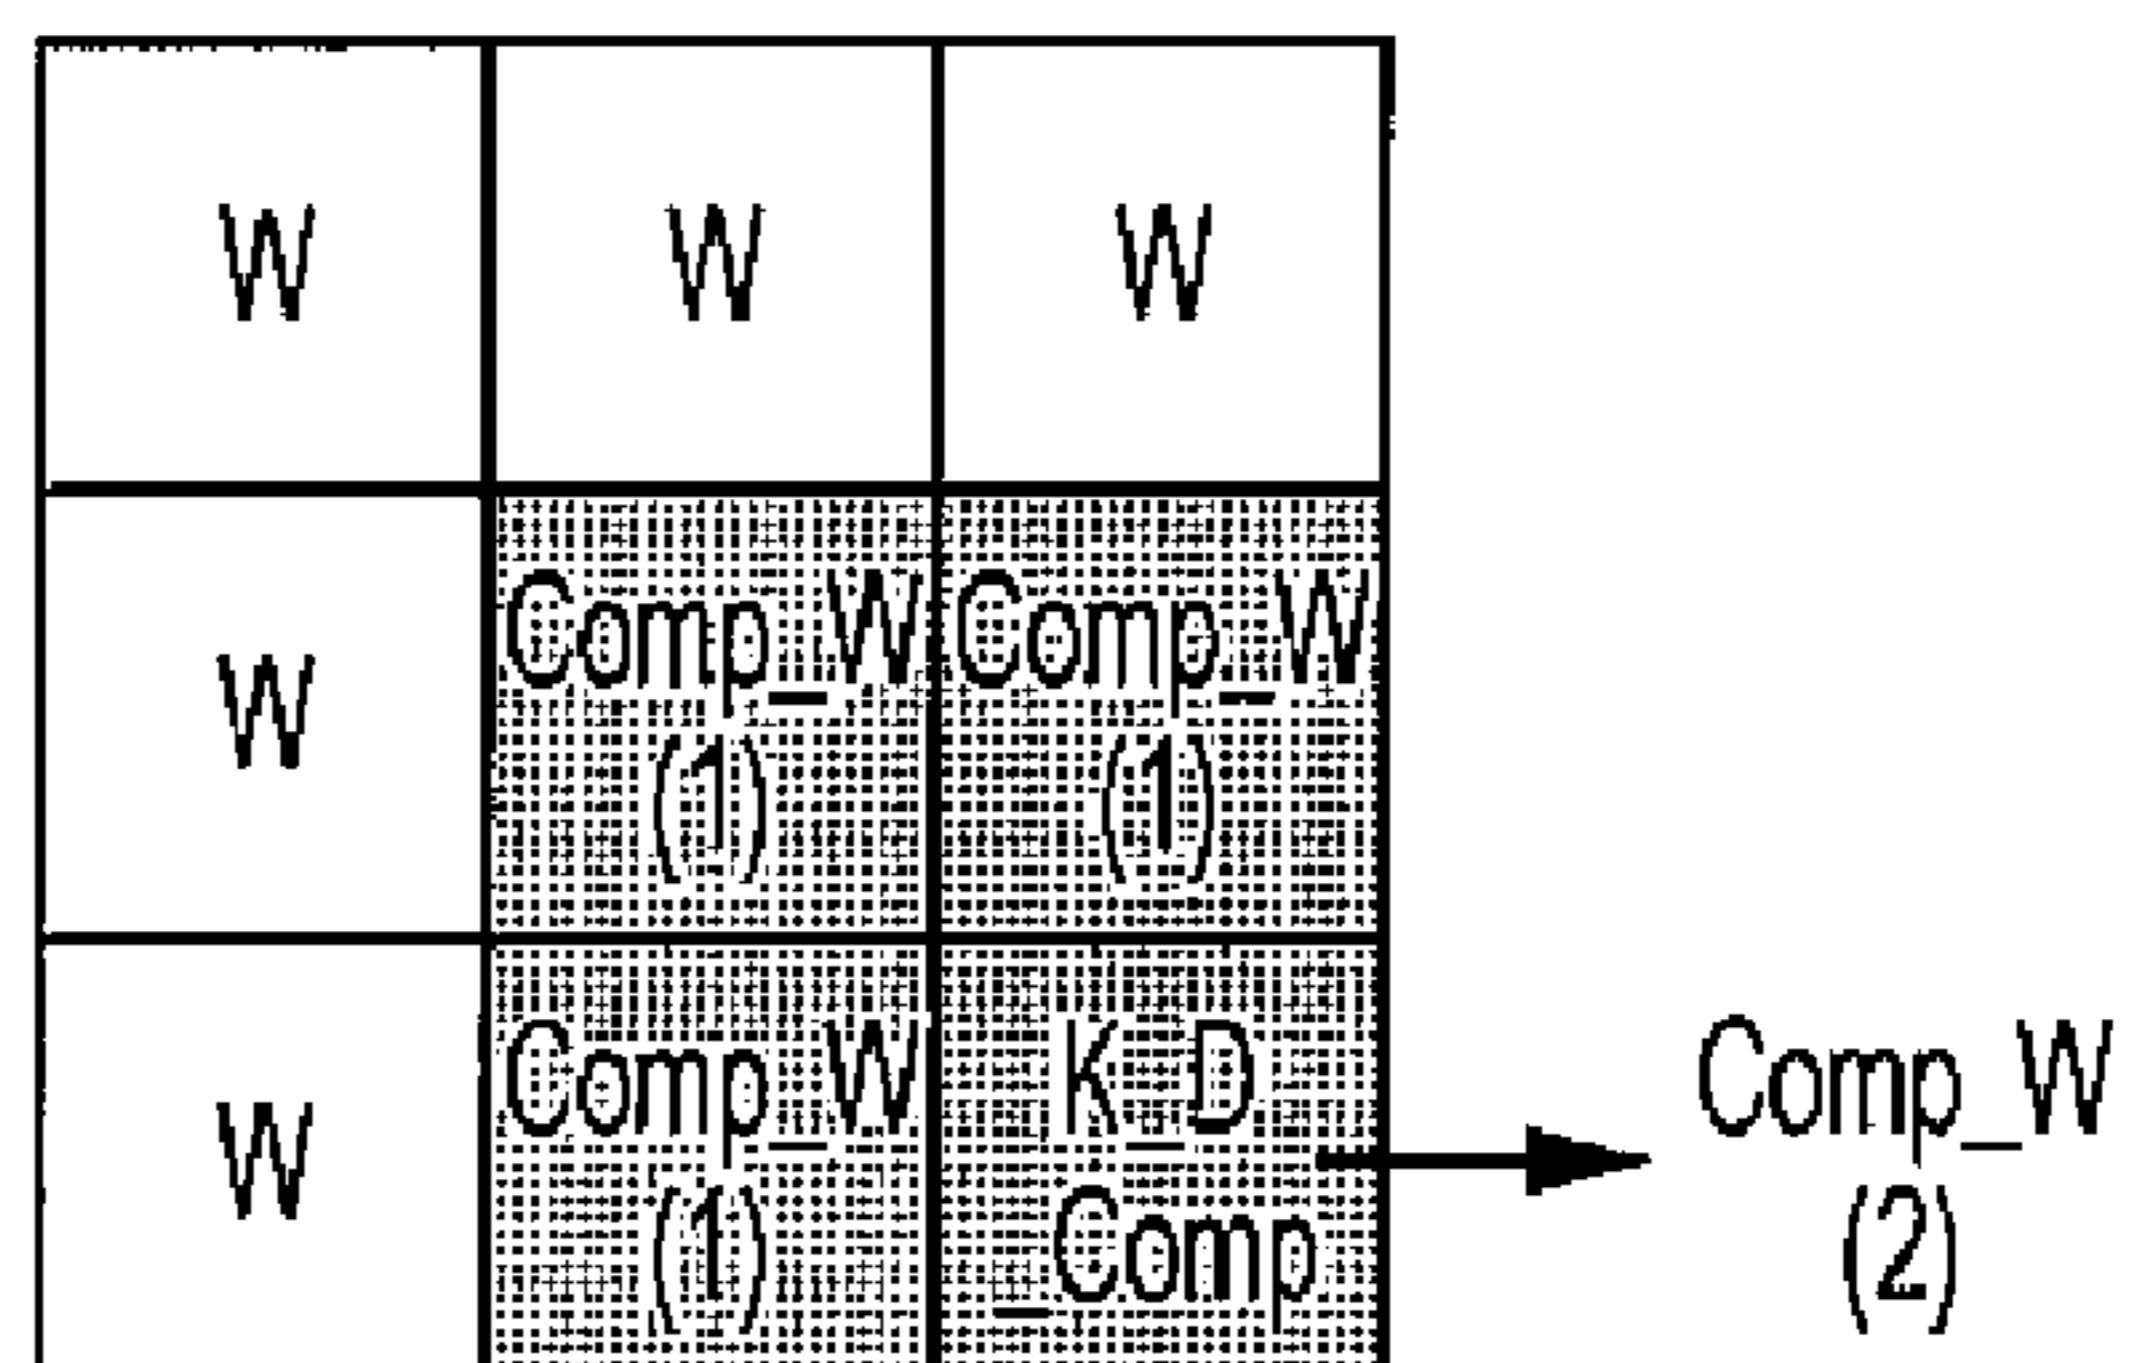 W W W
W Comp_W Comp_W
(1) (1)
W Comp_W K_D Comp_W
(1) _Comp (2)